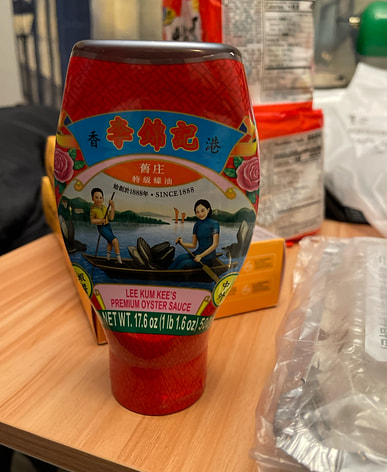 香 李錦記 港
舊庄
特級蠔油
始創於1888年 • SINCE 1888
LEE KUM KEE'S
PREMIUM OYSTER SAUCE
NET WT. 17.6 oz (1 lb 1.6 oz/ 50